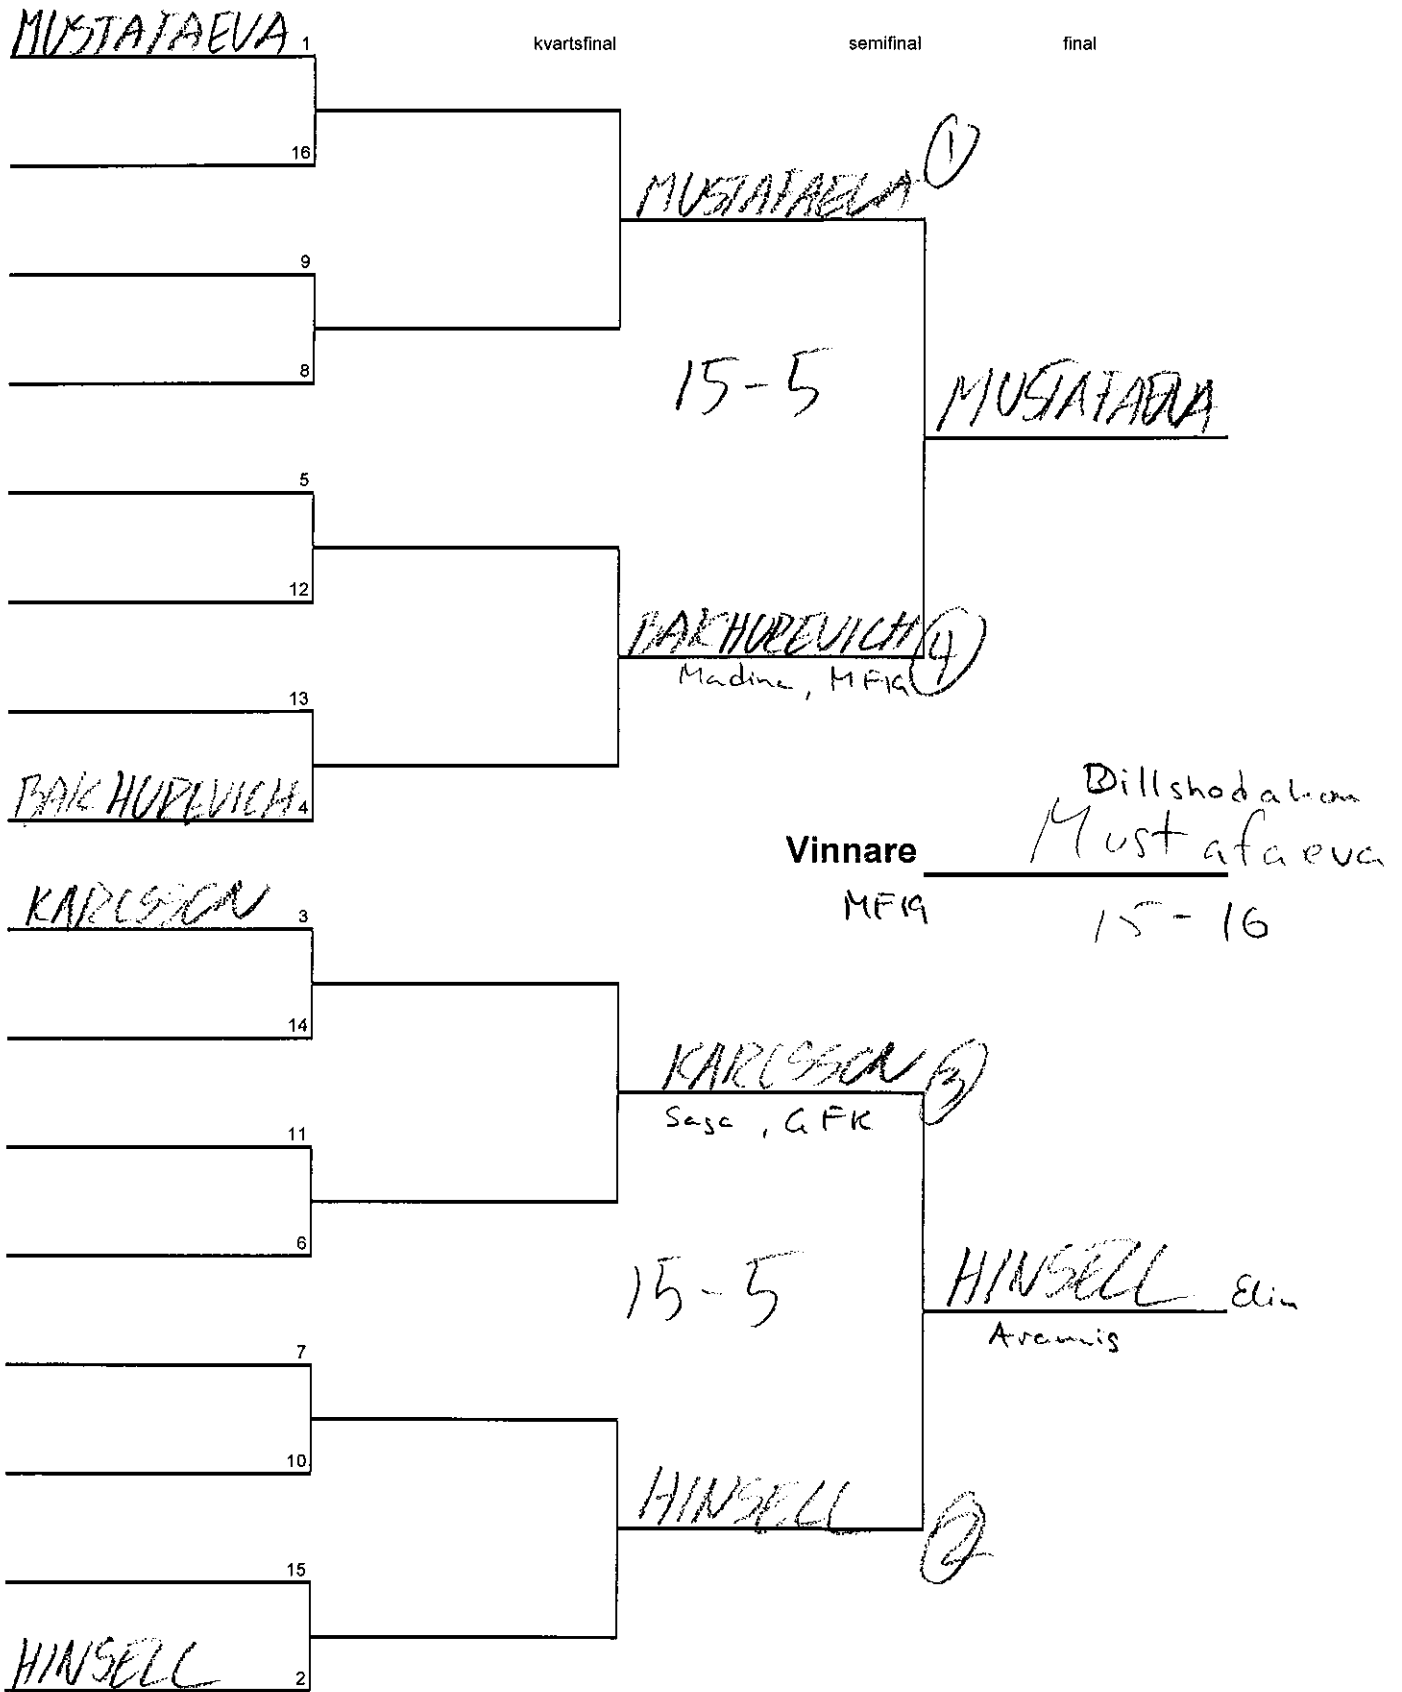 MUSTAFAEVA 1
kvartsfinal semifinal final
16
MUSTAFAEVA 1
9
8
15-5
MUSTAFAEVA
5
12
BAKHUREVICH 4
Madina, MFK
13
BAKHUREVICH 4
Dillshodakon
Vinnare Mustafaeva
15-16
KARLSSON 3
14
KARLSSON 3
Saga, GFK
11
6
15-5
HINSELL Elin
Aramis
7
10
HINSELL 2
15
HINSELL 2